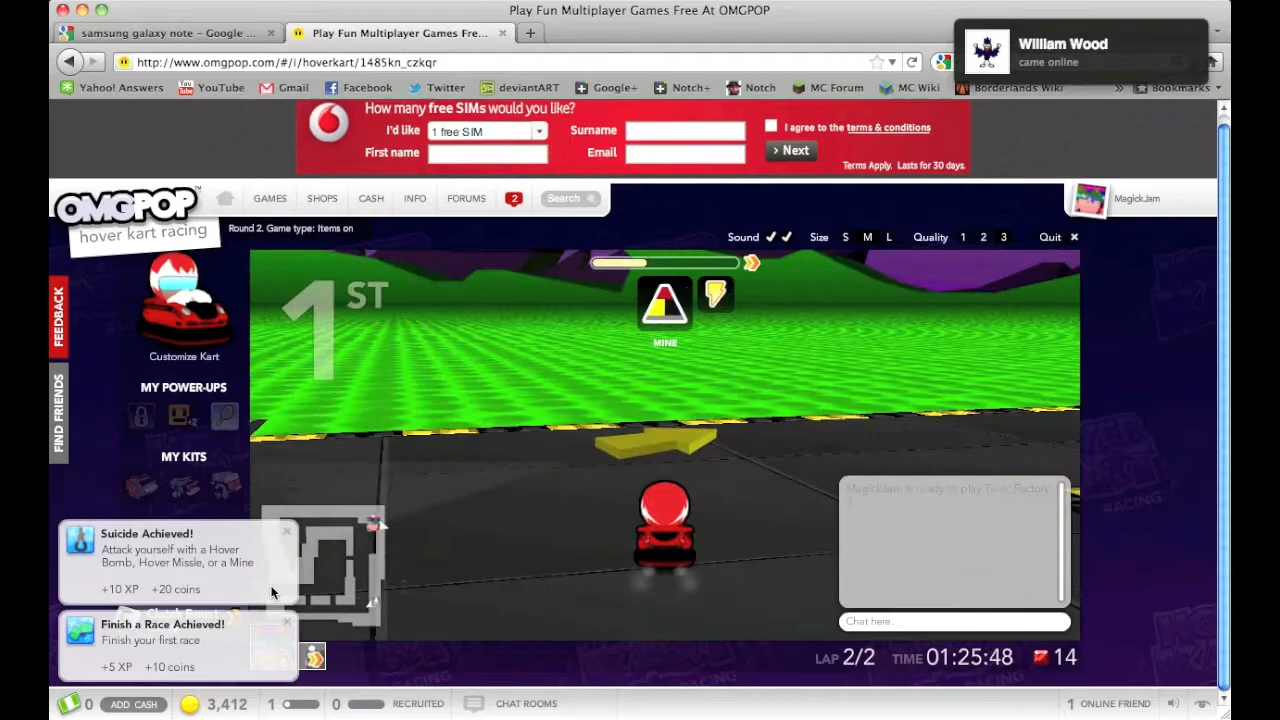 Play Fun Multiplayer Games Free At OMGPOP
samsung galaxy note - Google ...
Play Fun Multiplayer Games Fre...
William Wood
came online
http://www.omgpop.com/#/i/hoverkart/1485kn_czkqr
Yahoo! Answers YouTube Gmail Facebook Twitter deviantART Google+ Notch+ Notch MC Forum MC Wiki Borderlands Wiki Bookmarks
How many free SIMs would you like?
I'd like 1 free SIM Surname I agree to the terms & conditions
First name Email Next
Terms Apply. Lasts for 30 days.
OMGPOP
GAMES SHOPS CASH INFO FORUMS 2 Search
MagickJam
hover kart racing
Round 2. Game type: Items on
Sound Size S M L Quality 1 2 3 Quit
1ST
MINE
FEEDBACK
FIND FRIENDS
Customize Kart
MY POWER-UPS
MY KITS
MagickJam is ready to play Toxic Factory
Suicide Achieved!
Attack yourself with a Hover
Bomb, Hover Missle, or a Mine
+10 XP +20 coins
Finish a Race Achieved!
Finish your first race
+5 XP +10 coins
Chat here.
LAP 2/2 TIME 01:25:48 14
0 ADD CASH 3,412 1 0 RECRUITED CHAT ROOMS 1 ONLINE FRIEND